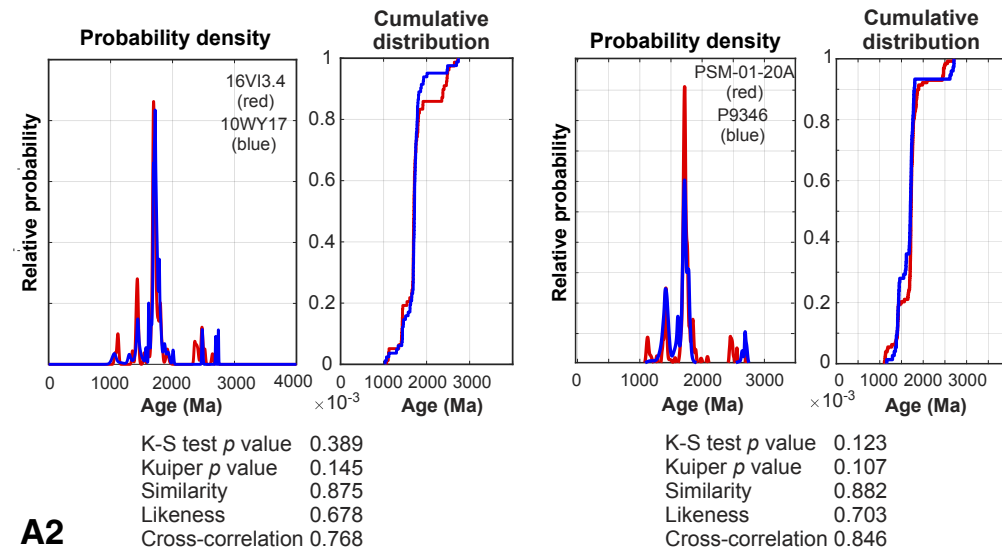 Probability density
Cumulative
distribution
Relative probability
16VI3.4
(red)
10WY17
(blue)
1
0.8
0.6
0.4
0.2
0
0 1000 2000 3000 4000
Age (Ma)
0 1000 2000 3000
× 10-3 Age (Ma)
K-S test p value 0.389
Kuiper p value 0.145
Similarity 0.875
Likeness 0.678
Cross-correlation 0.768
Probability density
Cumulative
distribution
Relative probability
PSM-01-20A
(red)
P9346
(blue)
1
0.8
0.6
0.4
0.2
0
0 1000 2000 3000
Age (Ma)
0 1000 2000 3000
× 10-3 Age (Ma)
K-S test p value 0.123
Kuiper p value 0.107
Similarity 0.882
Likeness 0.703
Cross-correlation 0.846
A2